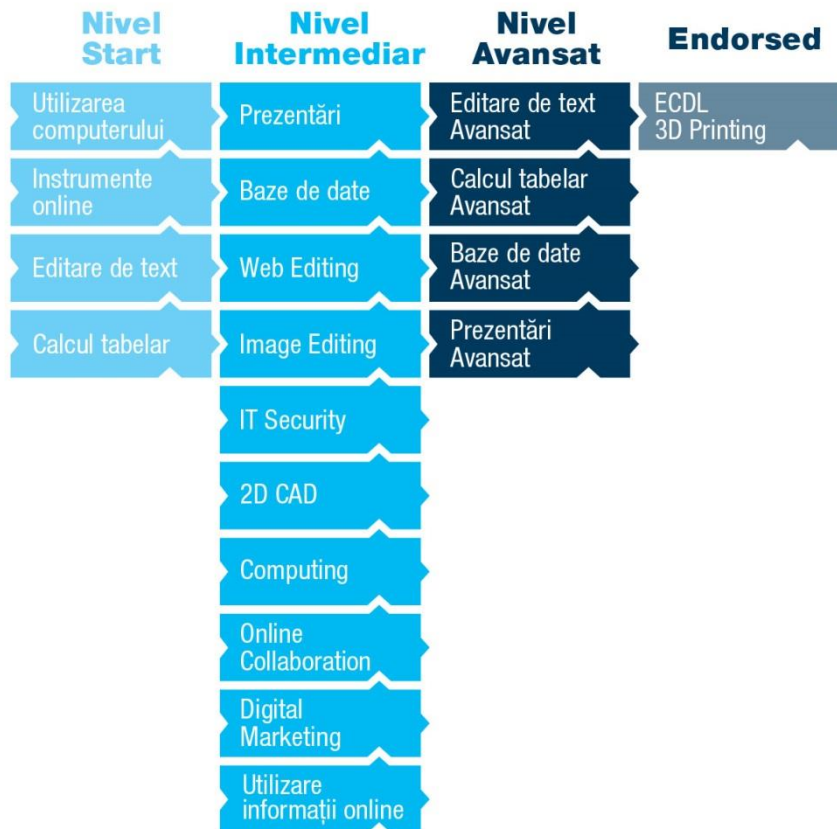 Nivel
Start
Nivel
Intermediar
Nivel
Avansat
Endorsed
Utilizarea
computerului
Instrumente
online
Editare de text
Calcul tabelar
Prezentări
Baze de date
Web Editing
Image Editing
IT Security
2D CAD
Computing
Online
Collaboration
Digital
Marketing
Utilizare
informații online
Editare de text
Avansat
Calcul tabelar
Avansat
Baze de date
Avansat
Prezentări
Avansat
ECDL
3D Printing